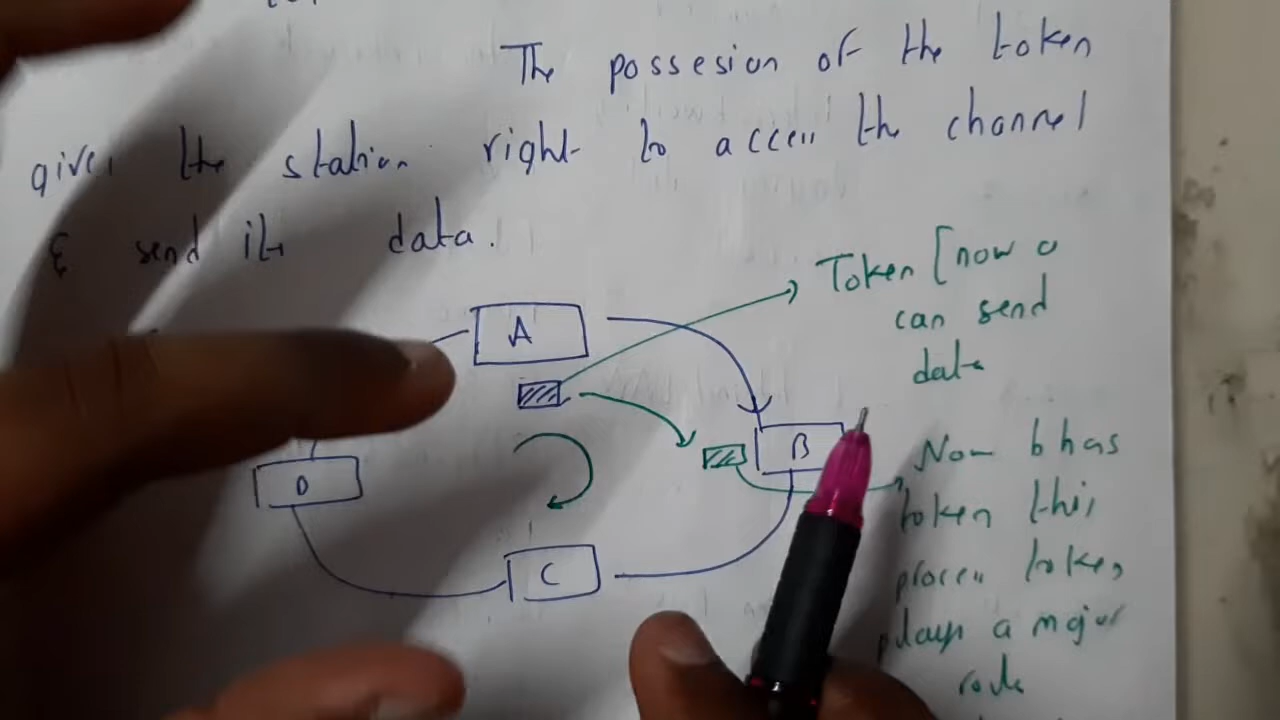 The possesion of the token
gives the station right to access the channel
& send its data.
Token [now a
can send
data
A
B
Now b has
token this
D
process token
C
plays a major
role